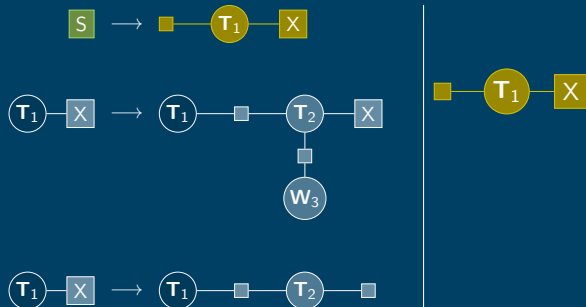 S → T₁ X
T₁ X
T₁ X → T₁ T₂ X
W₃
T₁ X → T₁ T₂